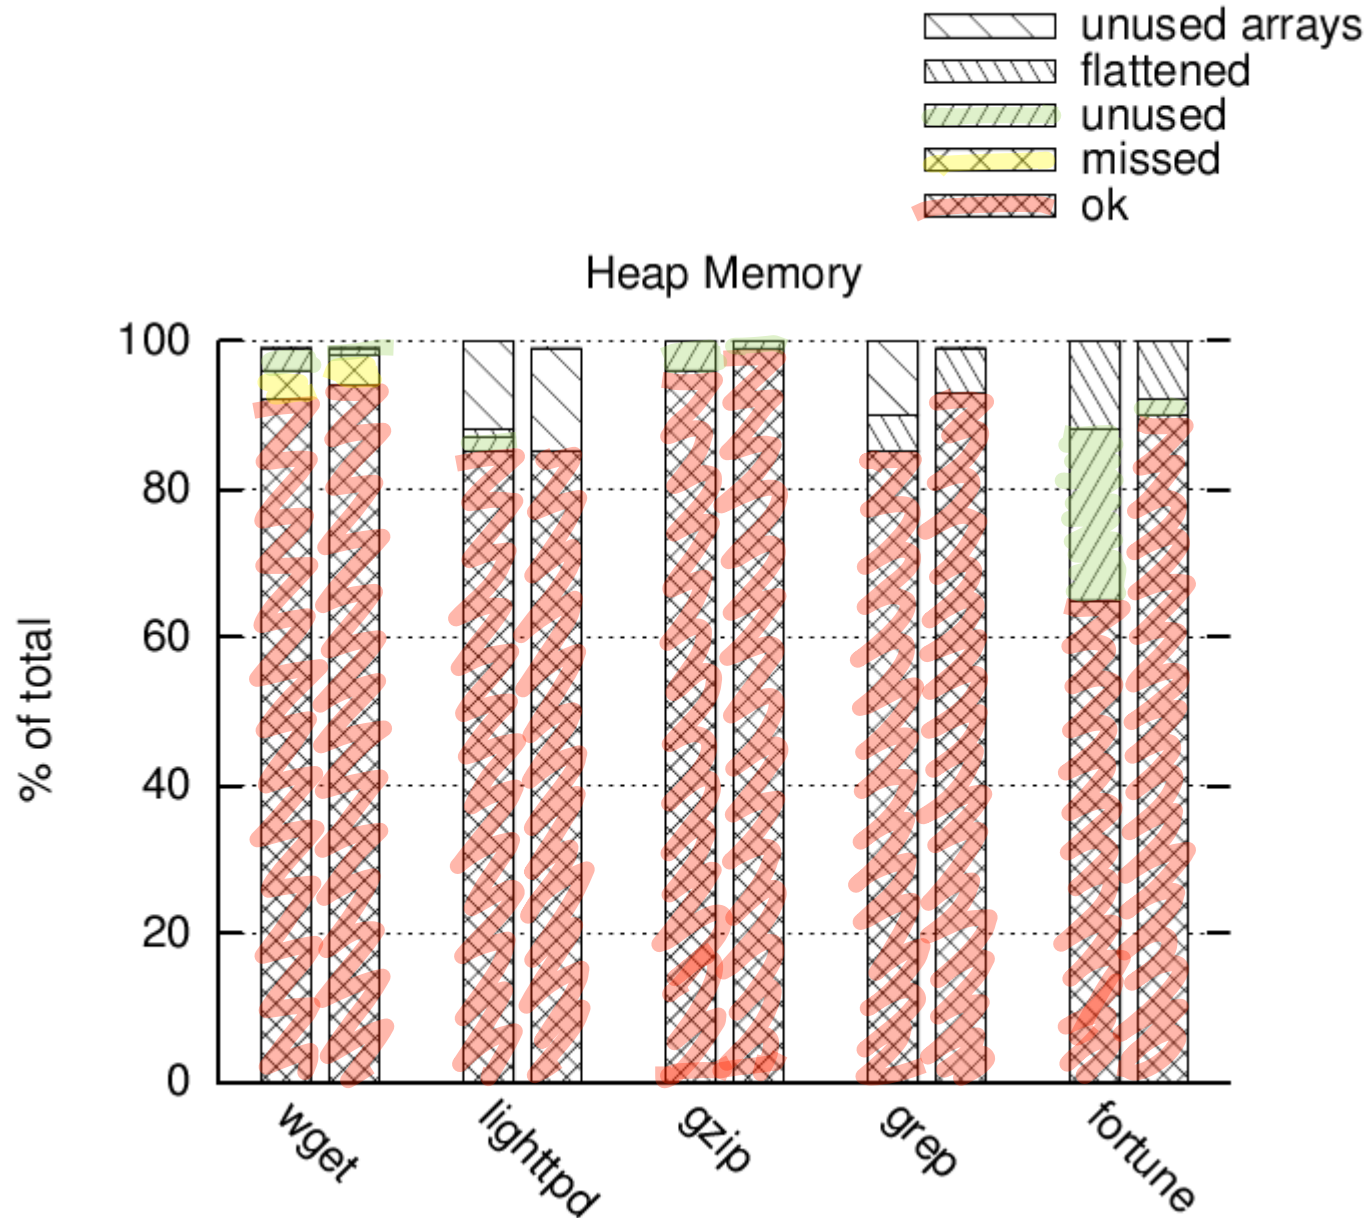 unused arrays
flattened
unused
missed
ok
Heap Memory
100
80
60
40
20
0
% of total
wget
lighttpd
gzip
grep
fortune